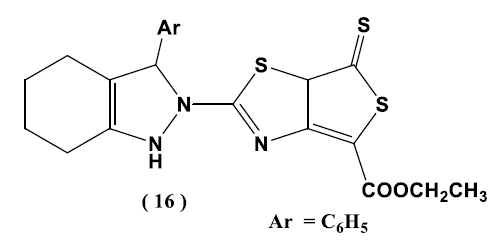 Ar
S
S
S
N
N
N
H
COOCH₂CH₃
( 16 )
Ar = C₆H₅